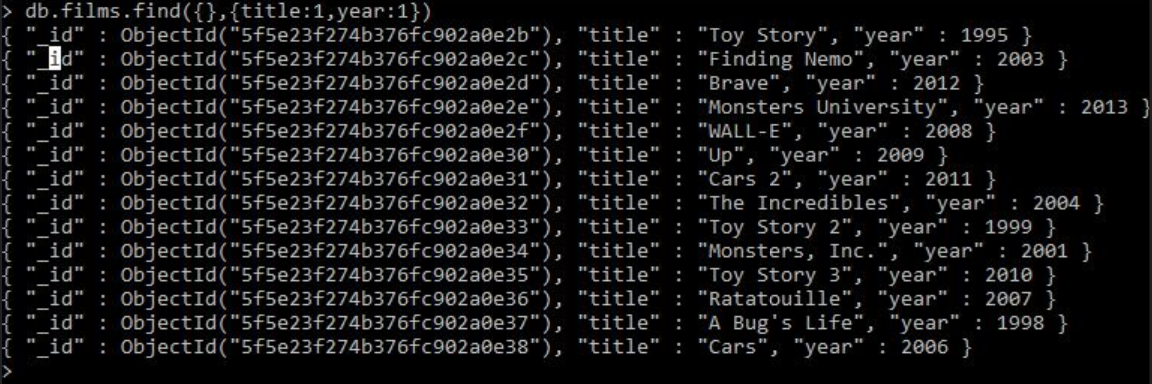 > db.films.find({},{title:1,year:1})
{ "_id" : ObjectId("5f5e23f274b376fc902a0e2b"), "title" : "Toy Story", "year" : 1995 }
{ "_id" : ObjectId("5f5e23f274b376fc902a0e2c"), "title" : "Finding Nemo", "year" : 2003 }
{ "_id" : ObjectId("5f5e23f274b376fc902a0e2d"), "title" : "Brave", "year" : 2012 }
{ "_id" : ObjectId("5f5e23f274b376fc902a0e2e"), "title" : "Monsters University", "year" : 2013 }
{ "_id" : ObjectId("5f5e23f274b376fc902a0e2f"), "title" : "WALL-E", "year" : 2008 }
{ "_id" : ObjectId("5f5e23f274b376fc902a0e30"), "title" : "Up", "year" : 2009 }
{ "_id" : ObjectId("5f5e23f274b376fc902a0e31"), "title" : "Cars 2", "year" : 2011 }
{ "_id" : ObjectId("5f5e23f274b376fc902a0e32"), "title" : "The Incredibles", "year" : 2004 }
{ "_id" : ObjectId("5f5e23f274b376fc902a0e33"), "title" : "Toy Story 2", "year" : 1999 }
{ "_id" : ObjectId("5f5e23f274b376fc902a0e34"), "title" : "Monsters, Inc.", "year" : 2001 }
{ "_id" : ObjectId("5f5e23f274b376fc902a0e35"), "title" : "Toy Story 3", "year" : 2010 }
{ "_id" : ObjectId("5f5e23f274b376fc902a0e36"), "title" : "Ratatouille", "year" : 2007 }
{ "_id" : ObjectId("5f5e23f274b376fc902a0e37"), "title" : "A Bug's Life", "year" : 1998 }
{ "_id" : ObjectId("5f5e23f274b376fc902a0e38"), "title" : "Cars", "year" : 2006 }
>